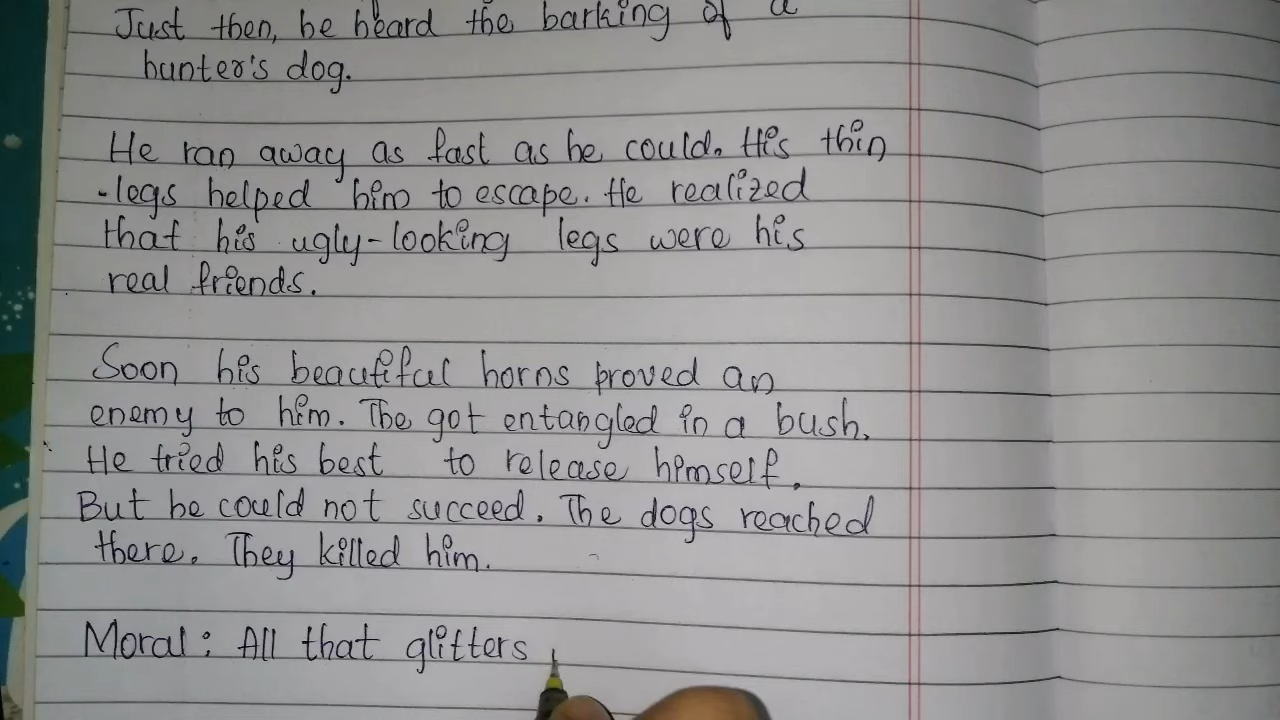 Just then, he heard the barking of a
hunter's dog.
He ran away as fast as he could. His thin
-legs helped him to escape. He realized
that his ugly-looking legs were his
real friends.
Soon his beautiful horns proved an
enemy to him. The got entangled in a bush.
He tried his best to release himself.
But he could not succeed. The dogs reached
there. They killed him.
Moral: All that glitters